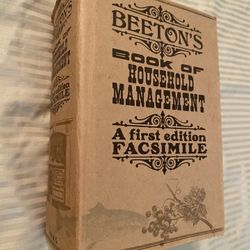 BEETON'S
BOOK OF
HOUSEHOLD
MANAGEMENT
A first edition
FACSIMILE